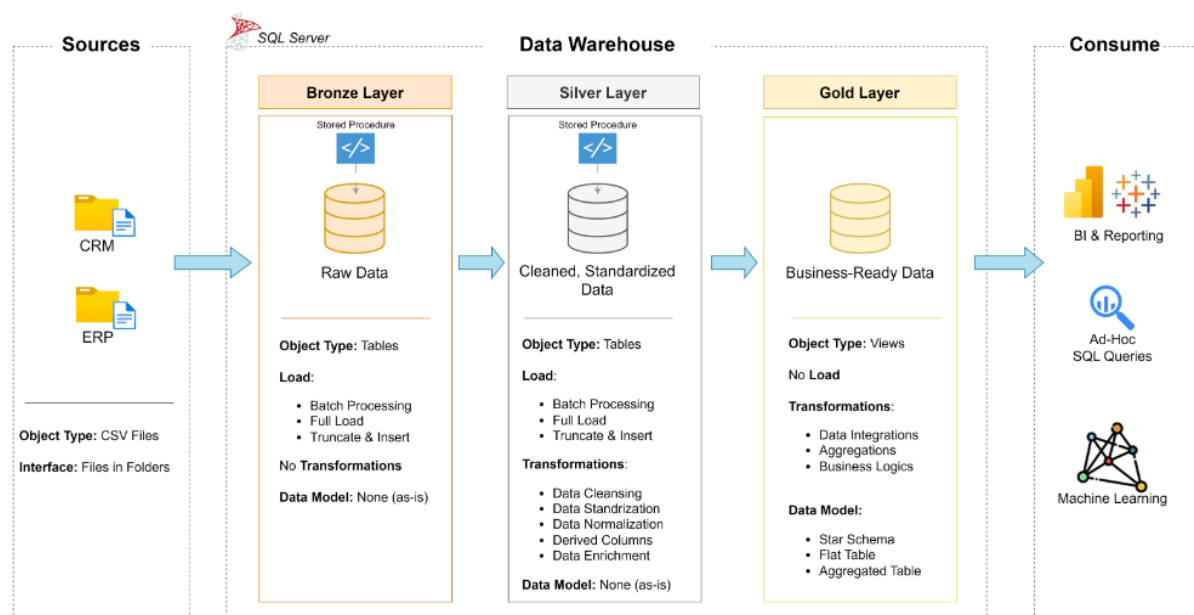 Sources
CRM
ERP
Object Type: CSV Files
Interface: Files in Folders
SQL Server
Data Warehouse
Bronze Layer
Stored Procedure
</>
Raw Data
Object Type: Tables
Load:
Batch Processing
Full Load
Truncate & Insert
No Transformations
Data Model: None (as-is)
Silver Layer
Stored Procedure
</>
Cleaned, Standardized
Data
Object Type: Tables
Load:
Batch Processing
Full Load
Truncate & Insert
Transformations:
Data Cleansing
Data Standrization
Data Normalization
Derived Columns
Data Enrichment
Data Model: None (as-is)
Gold Layer
Business-Ready Data
Object Type: Views
No Load
Transformations:
Data Integrations
Aggregations
Business Logics
Data Model:
Star Schema
Flat Table
Aggregated Table
Consume
BI & Reporting
Ad-Hoc
SQL Queries
Machine Learning